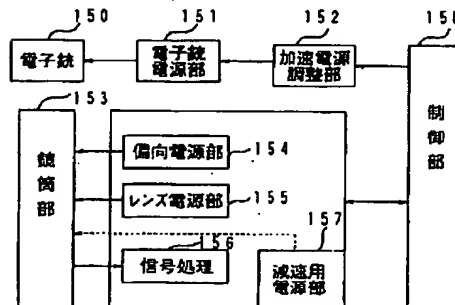 150
151
152
158
電子銃
電子銃
電源部
加速電源
調整部
153
制御部
鏡筒部
偏向電源部
154
レンズ電源部
155
156
157
信号処理
減速用
電源部